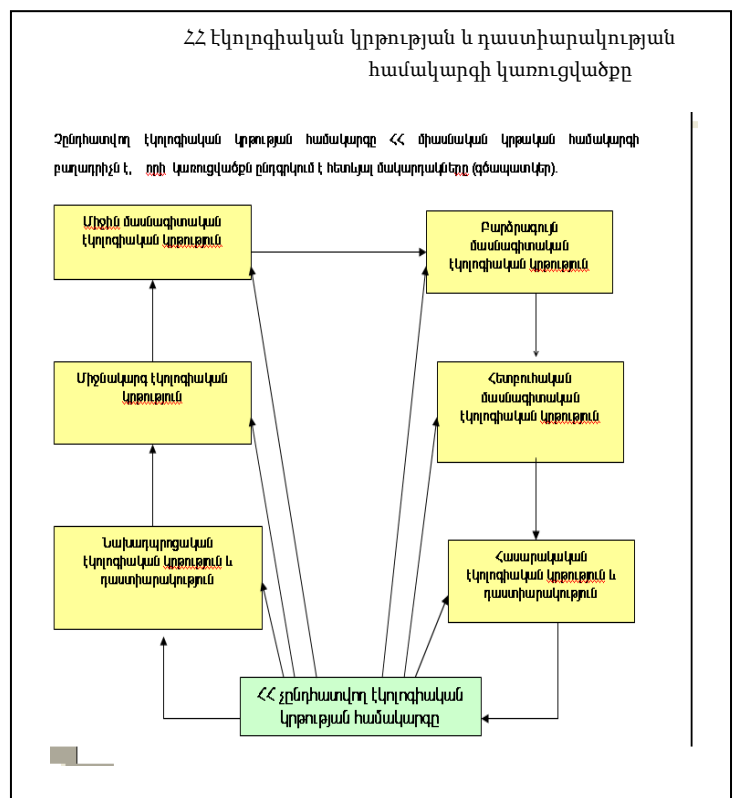 ՀՀ էկոլոգիական կրթության և դաստիարակության
համակարգի կառուցվածքը
Չընդհատվող էկոլոգիական կրթության համակարգը ՀՀ միասնական կրթական համակարգի
բաղադրիչն է, որի կառուցվածքն ընդգրկում է հետևյալ մակարդակները (գծապատկեր).
Միջին մասնագիտական
էկոլոգիական կրթություն
Բարձրագույն
մասնագիտական
էկոլոգիական կրթություն
Միջնակարգ էկոլոգիական
կրթություն
Հետբուհական
մասնագիտական
էկոլոգիական կրթություն
Նախադպրոցական
էկոլոգիական կրթություն և
դաստիարակություն
Հասարակական
էկոլոգիական կրթություն և
դաստիարակություն
ՀՀ չընդհատվող էկոլոգիական
կրթության համակարգը